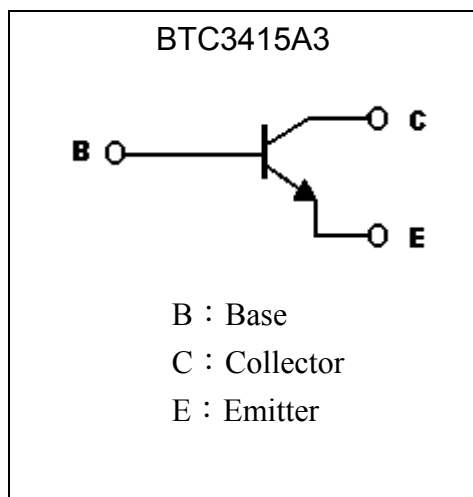 BTC3415A3
C
B
E
B：Base
C：Collector
E：Emitter